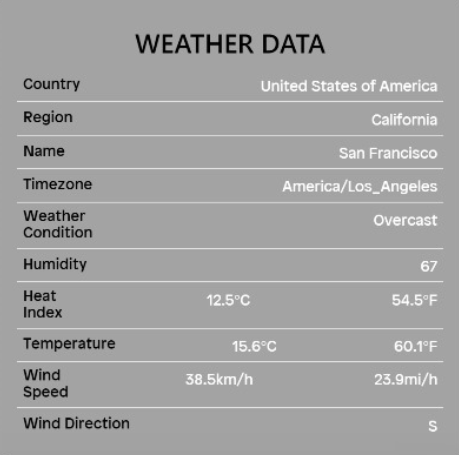 WEATHER DATA
Country United States of America
Region California
Name San Francisco
Timezone America/Los_Angeles
Weather
Condition Overcast
Humidity 67
Heat
Index 12.5°C 54.5°F
Temperature 15.6°C 60.1°F
Wind
Speed 38.5km/h 23.9mi/h
Wind Direction S